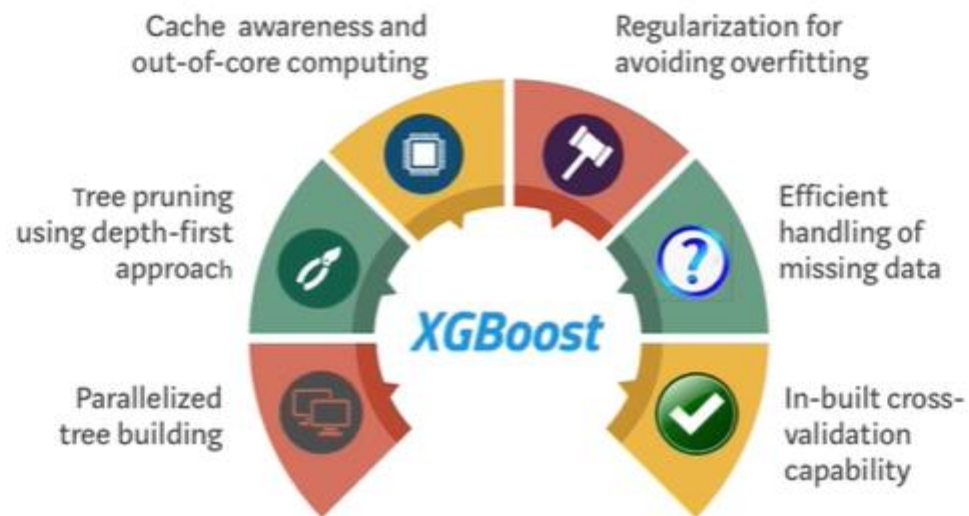 Cache awareness and
out-of-core computing
Regularization for
avoiding overfitting
Tree pruning
using depth-first
approach
Efficient
handling of
missing data
?
XGBoost
Parallelized
tree building
In-built cross-
validation
capability